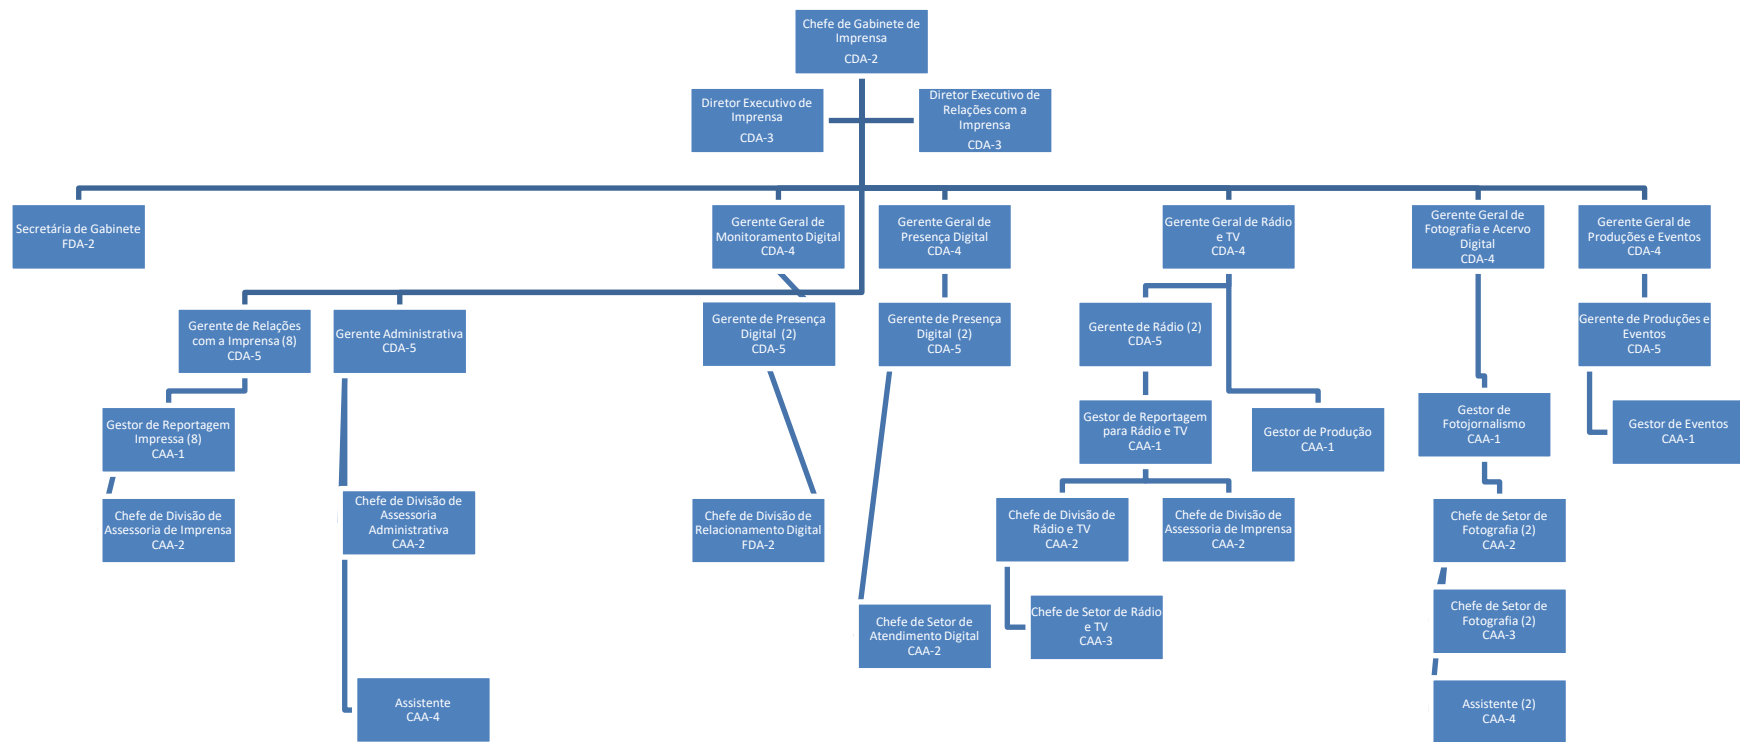 Chefe de Gabinete de
Imprensa
CDA-2
Diretor Executivo de
Imprensa
CDA-3
Diretor Executivo de
Relações com a
Imprensa
CDA-3
Secretária de Gabinete
FDA-2
Gerente Geral de
Monitoramento Digital
CDA-4
Gerente Geral de
Presença Digital
CDA-4
Gerente Geral de Rádio
e TV
CDA-4
Gerente Geral de
Fotografia e Acervo
Digital
CDA-4
Gerente Geral de
Produções e Eventos
CDA-4
Gerente de Relações
com a Imprensa (8)
CDA-5
Gerente Administrativa
CDA-5
Gerente de Presença
Digital (2)
CDA-5
Gerente de Presença
Digital (2)
CDA-5
Gerente de Rádio (2)
CDA-5
Gerente de Produções e
Eventos
CDA-5
Gestor de Reportagem
Impressa (8)
CAA-1
Gestor de Reportagem
para Rádio e TV
CAA-1
Gestor de Produção
CAA-1
Gestor de
Fotojornalismo
CAA-1
Gestor de Eventos
CAA-1
Chefe de Divisão de
Assessoria de Imprensa
CAA-2
Chefe de Divisão de
Assessoria
Administrativa
CAA-2
Chefe de Divisão de
Relacionamento Digital
FDA-2
Chefe de Divisão de
Rádio e TV
CAA-2
Chefe de Divisão de
Assessoria de Imprensa
CAA-2
Chefe de Setor de
Fotografia (2)
CAA-2
Chefe de Setor de
Atendimento Digital
CAA-2
Chefe de Setor de Rádio
e TV
CAA-3
Chefe de Setor de
Fotografia (2)
CAA-3
Assistente
CAA-4
Assistente (2)
CAA-4